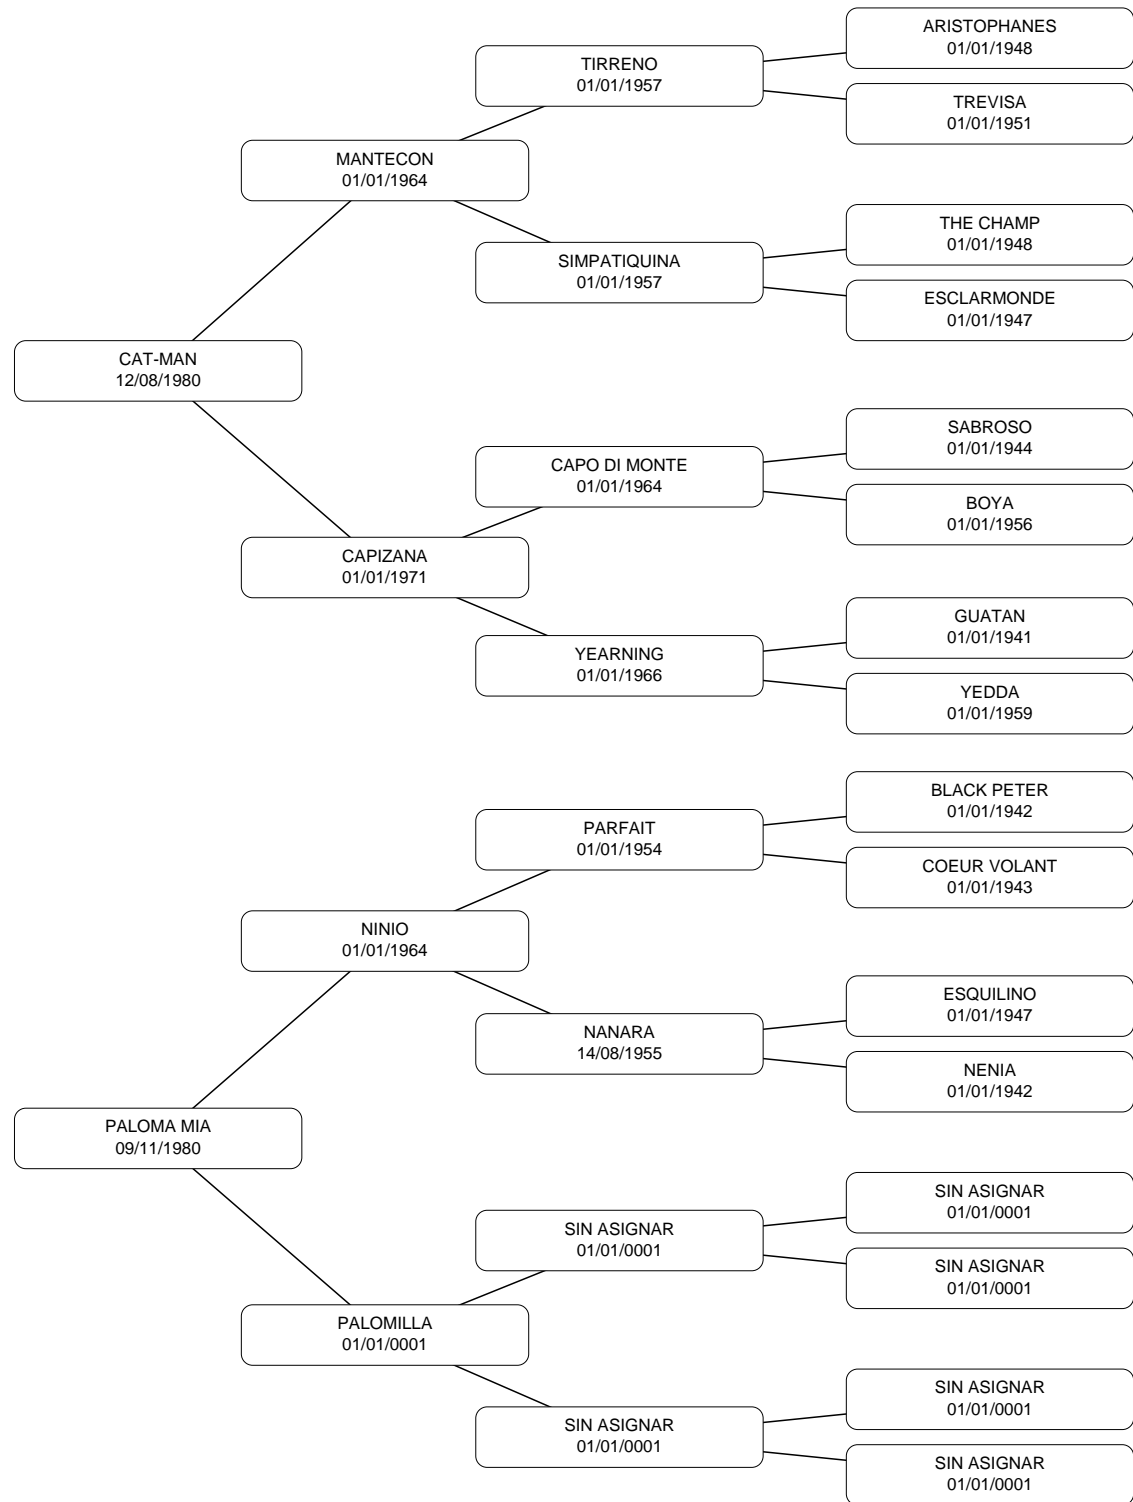 ARISTOPHANES
01/01/1948
TIRRENO
01/01/1957
TREVISA
01/01/1951
MANTECON
01/01/1964
THE CHAMP
01/01/1948
SIMPATIQUINA
01/01/1957
ESCLARMONDE
01/01/1947
CAT-MAN
12/08/1980
SABROSO
01/01/1944
CAPO DI MONTE
01/01/1964
BOYA
01/01/1956
CAPIZANA
01/01/1971
GUATAN
01/01/1941
YEARNING
01/01/1966
YEDDA
01/01/1959
BLACK PETER
01/01/1942
PARFAIT
01/01/1954
COEUR VOLANT
01/01/1943
NINIO
01/01/1964
ESQUILINO
01/01/1947
NANARA
14/08/1955
NENIA
01/01/1942
PALOMA MIA
09/11/1980
SIN ASIGNAR
01/01/0001
SIN ASIGNAR
01/01/0001
SIN ASIGNAR
01/01/0001
PALOMILLA
01/01/0001
SIN ASIGNAR
01/01/0001
SIN ASIGNAR
01/01/0001
SIN ASIGNAR
01/01/0001